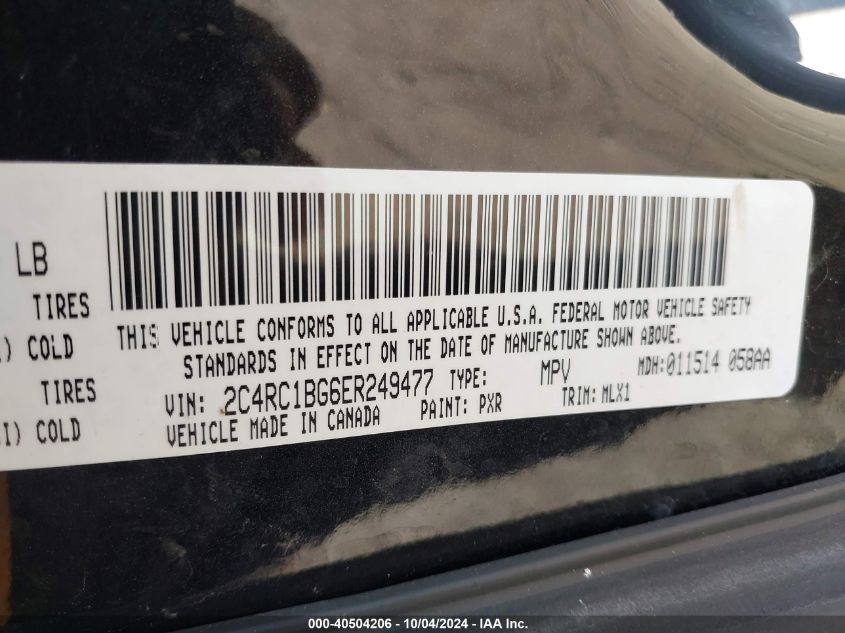 LB
TIRES
) COLD
TIRES
I) COLD
THIS VEHICLE CONFORMS TO ALL APPLICABLE U.S.A. FEDERAL MOTOR VEHICLE SAFETY
STANDARDS IN EFFECT ON THE DATE OF MANUFACTURE SHOWN ABOVE.
VIN: 2C4RC1BG6ER249477 TYPE: MPV MDH:011514 058AA
VEHICLE MADE IN CANADA PAINT: PXR TRIM: MLX1
000-40504206 - 10/04/2024 - IAA Inc.